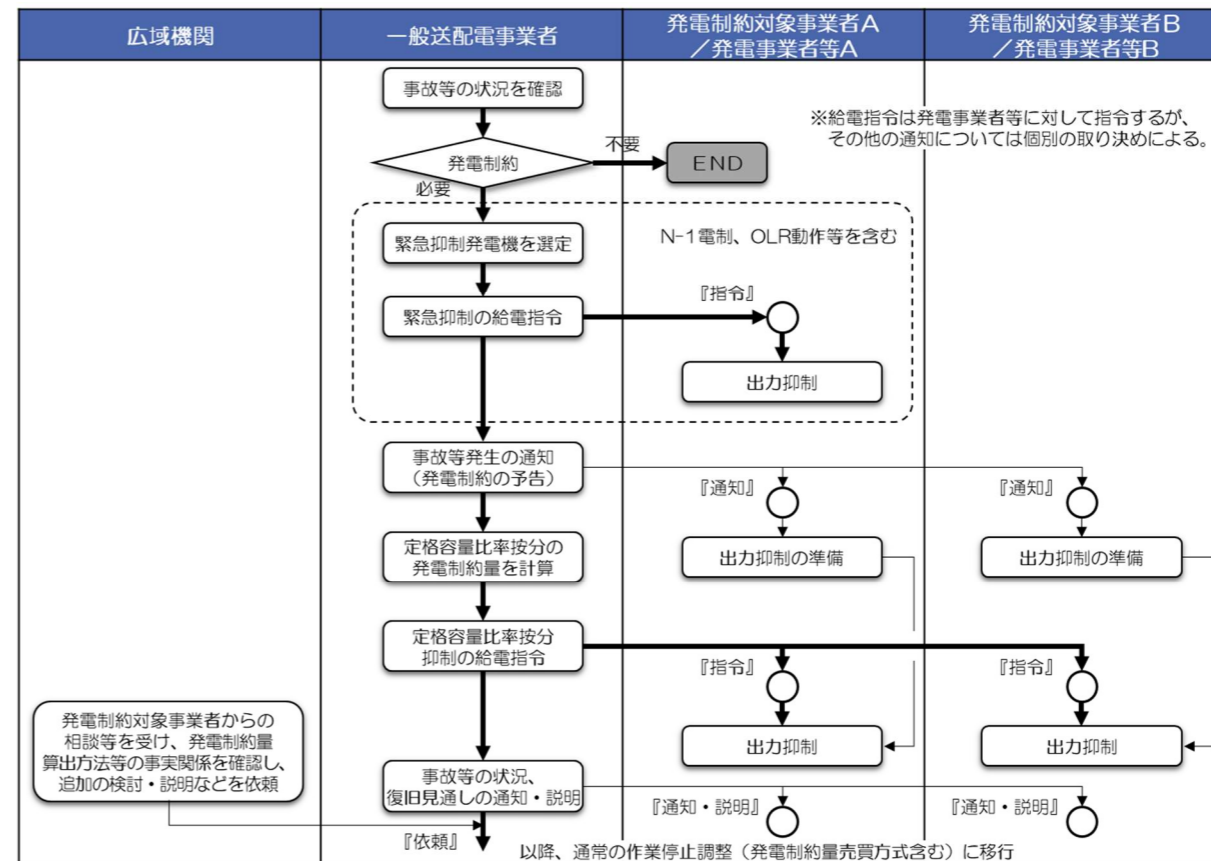 広域機関
一般送配電事業者
発電制約対象事業者A
／発電事業者等A
発電制約対象事業者B
／発電事業者等B
事故等の状況を確認
※給電指令は発電事業者等に対して指令するが、
その他の通知については個別の取り決めによる。
発電制約
不要
END
必要
緊急抑制発電機を選定
N-1電制、OLR動作等を含む
緊急抑制の給電指令
『指令』
出力抑制
事故等発生の通知
（発電制約の予告）
『通知』
『通知』
定格容量比率按分の
発電制約量を計算
出力抑制の準備
出力抑制の準備
定格容量比率按分
抑制の給電指令
『指令』
『指令』
出力抑制
出力抑制
発電制約対象事業者からの
相談等を受け、発電制約量
算出方法等の事実関係を確認し、
追加の検討・説明などを依頼
事故等の状況、
復旧見通しの通知・説明
『通知・説明』
『通知・説明』
『依頼』
以降、通常の作業停止調整（発電制約量売買方式含む）に移行